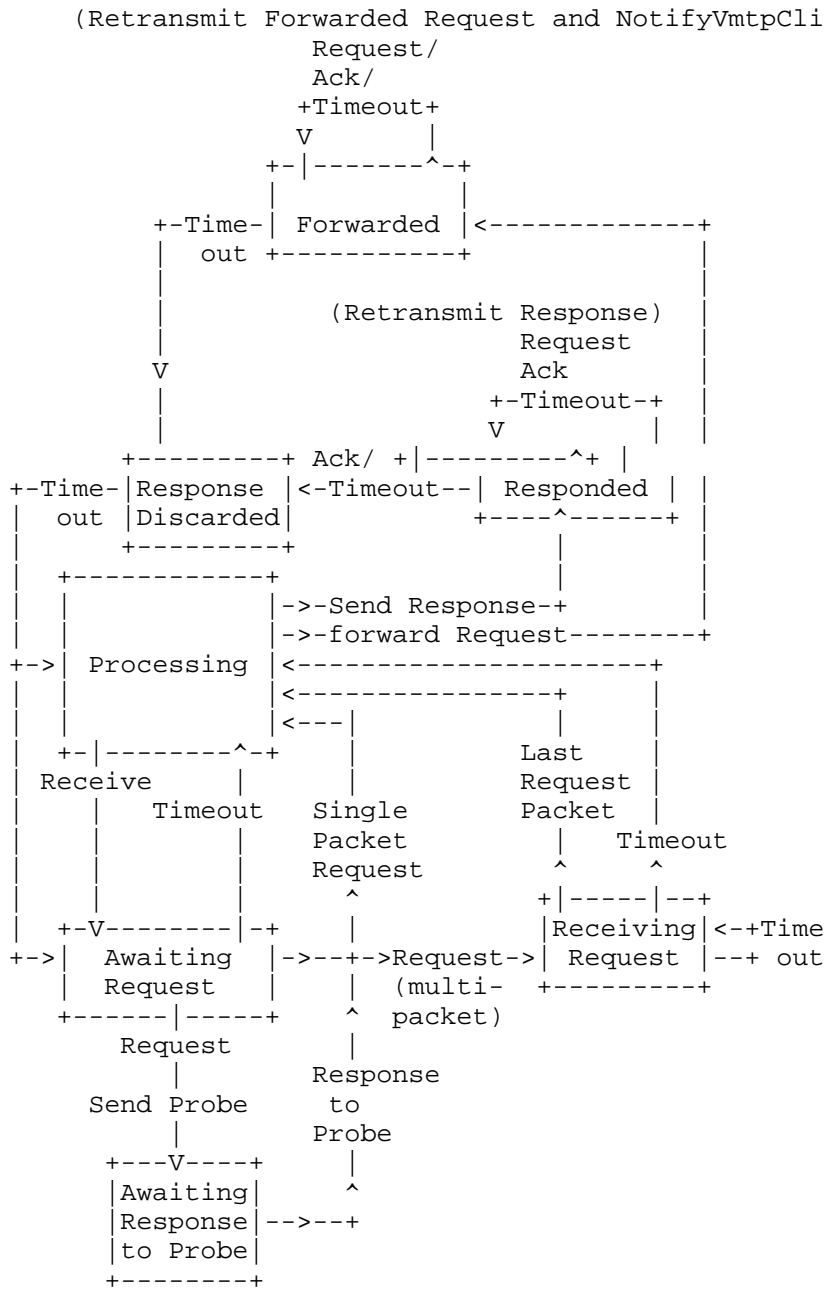 (Retransmit Forwarded Request and NotifyVmtpCli
Request/
Ack/
+Timeout+
V |
+-|-------^-+
| |
+-Time-| Forwarded |<-------------+
| out +-----------+ |
| |
| (Retransmit Response) |
| Request |
V Ack |
| +-Timeout-+ |
| V | |
+---------+ Ack/ +|---------^+ |
+-Time-|Response |<-Timeout--| Responded | |
| out |Discarded| +----^------+ |
| +---------+ | |
| +------------+ | |
| | |->-Send Response-+ |
| | |->-forward Request--------+
+->| Processing |<-----------------------+
| | |<----------------+ |
| | |<---| | |
| +-|--------^-+ | Last |
| Receive | | Request |
| | Timeout Single Packet |
| | | Packet | Timeout
| | | Request ^ ^
| | | ^ +|-----|--+
| +-V--------|-+ | |Receiving|<-+Time
+->| Awaiting |->--+->Request->| Request |--+ out
| Request | | (multi- +---------+
+------|-----+ ^ packet)
Request |
| Response
Send Probe to
| Probe
+---V----+ |
|Awaiting| ^
|Response|-->--+
|to Probe|
+--------+